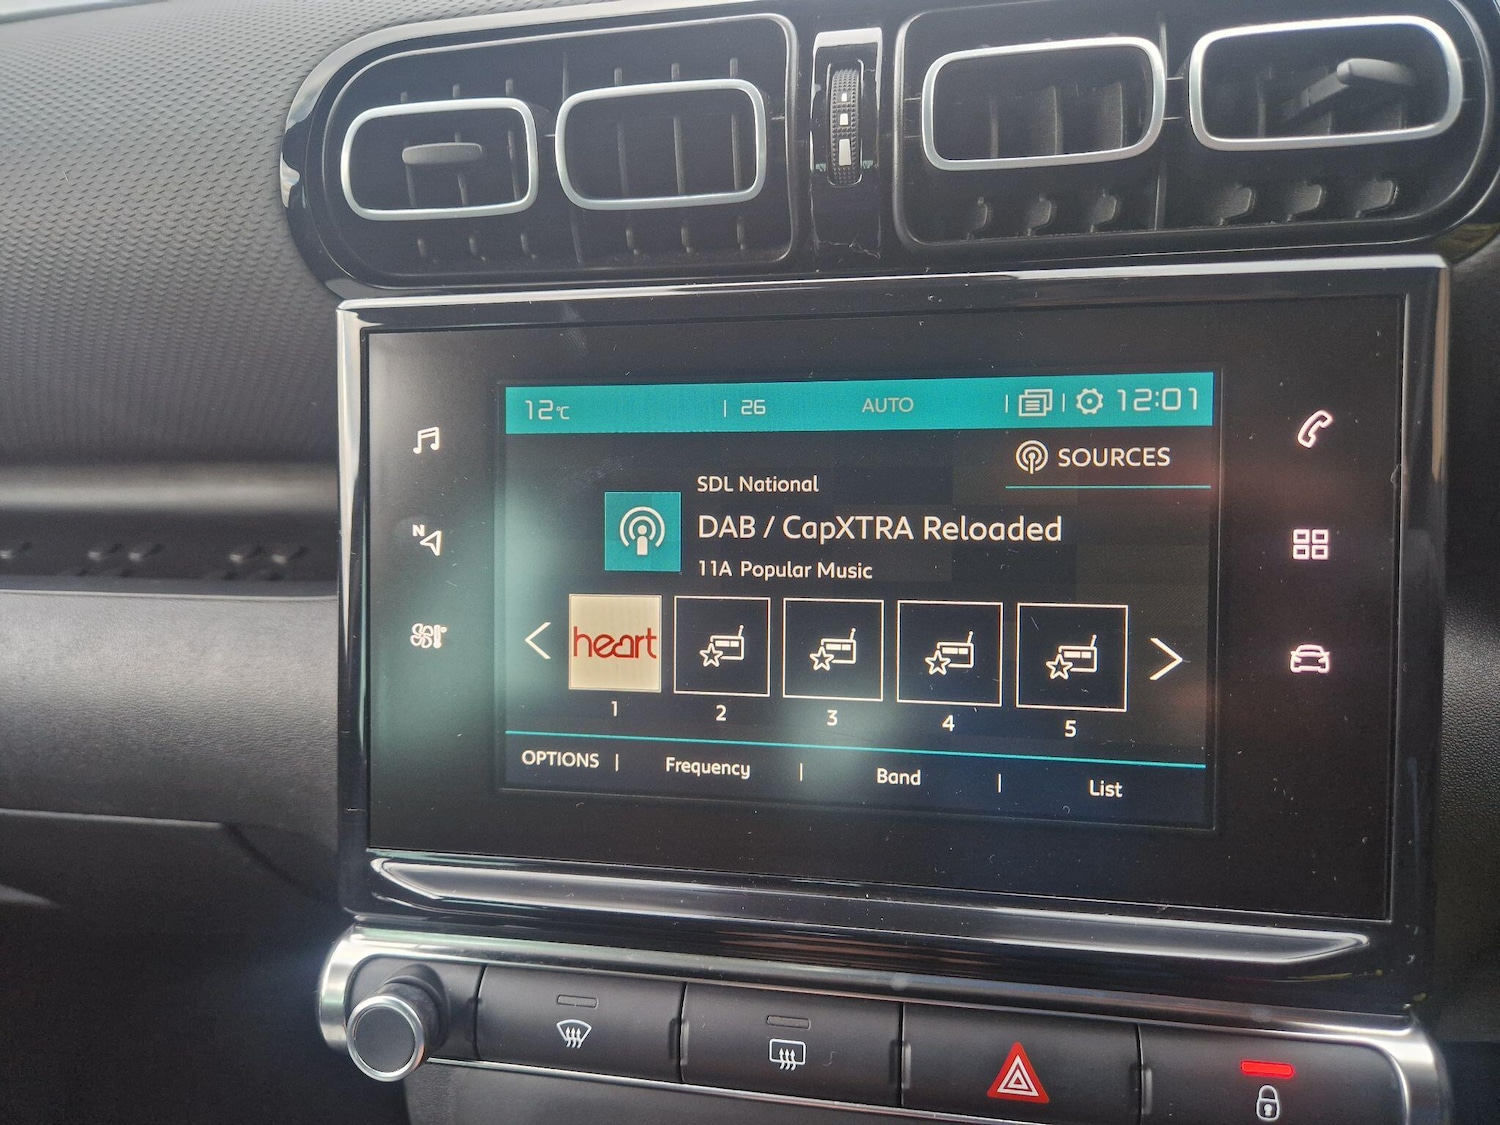 12°C | 26 AUTO | | 12:01
SOURCES
SDL National
DAB / CapXTRA Reloaded
11A Popular Music
heart
1 2 3 4 5
OPTIONS | Frequency | Band | List
N